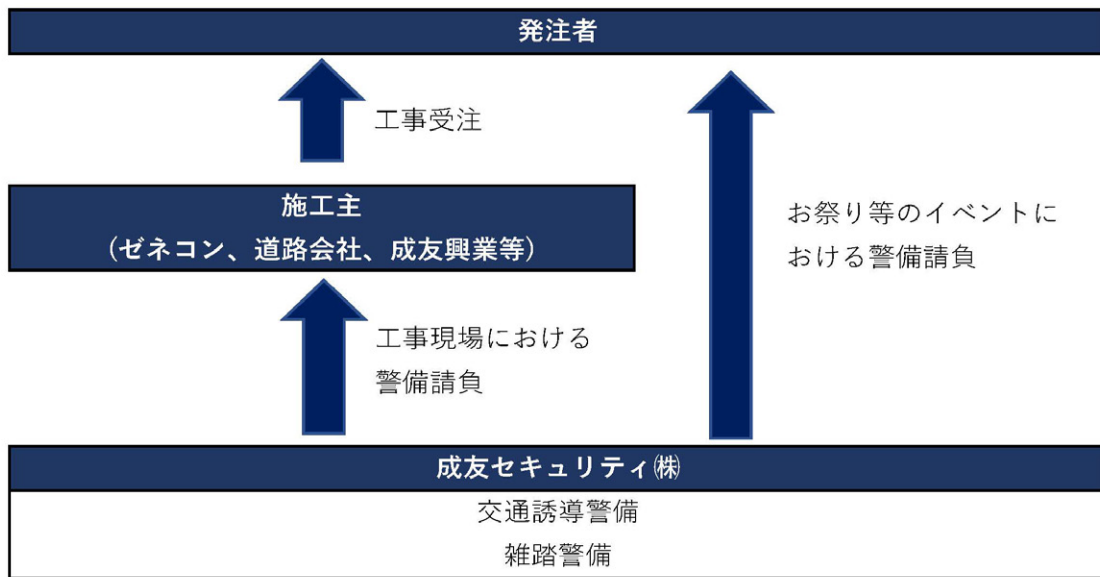 発注者
工事受注
施工主
(ゼネコン、道路会社、成友興業等)
お祭り等のイベントに
おける警備請負
工事現場における
警備請負
成友セキュリティ㈱
交通誘導警備
雑踏警備